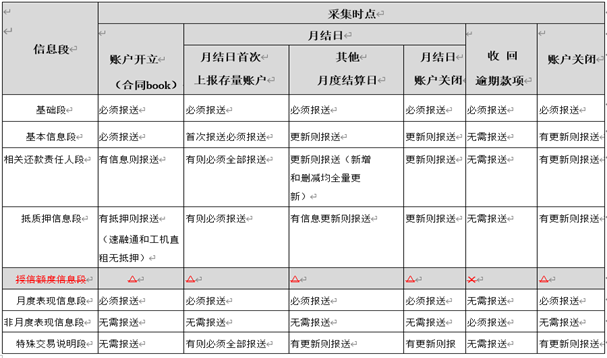 采集时点
信息段
账户开立
（合同book）
月结日
月结日首次
上报存量账户
其他
月度结算日
月结日
账户关闭
收 回
逾期款项
账户关闭
基础段 必须报送 必须报送 必须报送 必须报送 必须报送 必须报送
基本信息段 必须报送 首次报送必须报送 更新则报送 更新则报送 无需报送 有更新则报送
相关还款责任人段 有信息则报送 有则必须全部报送 更新则报送（新增 更新则报送 无需报送 有更新则报送
和删减均全量更
新）
抵质押信息段 有抵押则报送 有则必须报送 有信息更新则报送 更新则报送 无需报送 有更新则报送
（速融通和工机直
租无抵押）
授信额度信息段 △ △ △ △ × △
月度表现信息段 必须报送 必须报送 必须报送 必须报送 无需报送 必须报送
非月度表现信息段 无需报送 无需报送 无需报送 无需报送 必须报送 无需报送
特殊交易说明段 无需报送 有则必须全部报送 有更新则报送 有更新则报 无需报送 有更新则报送